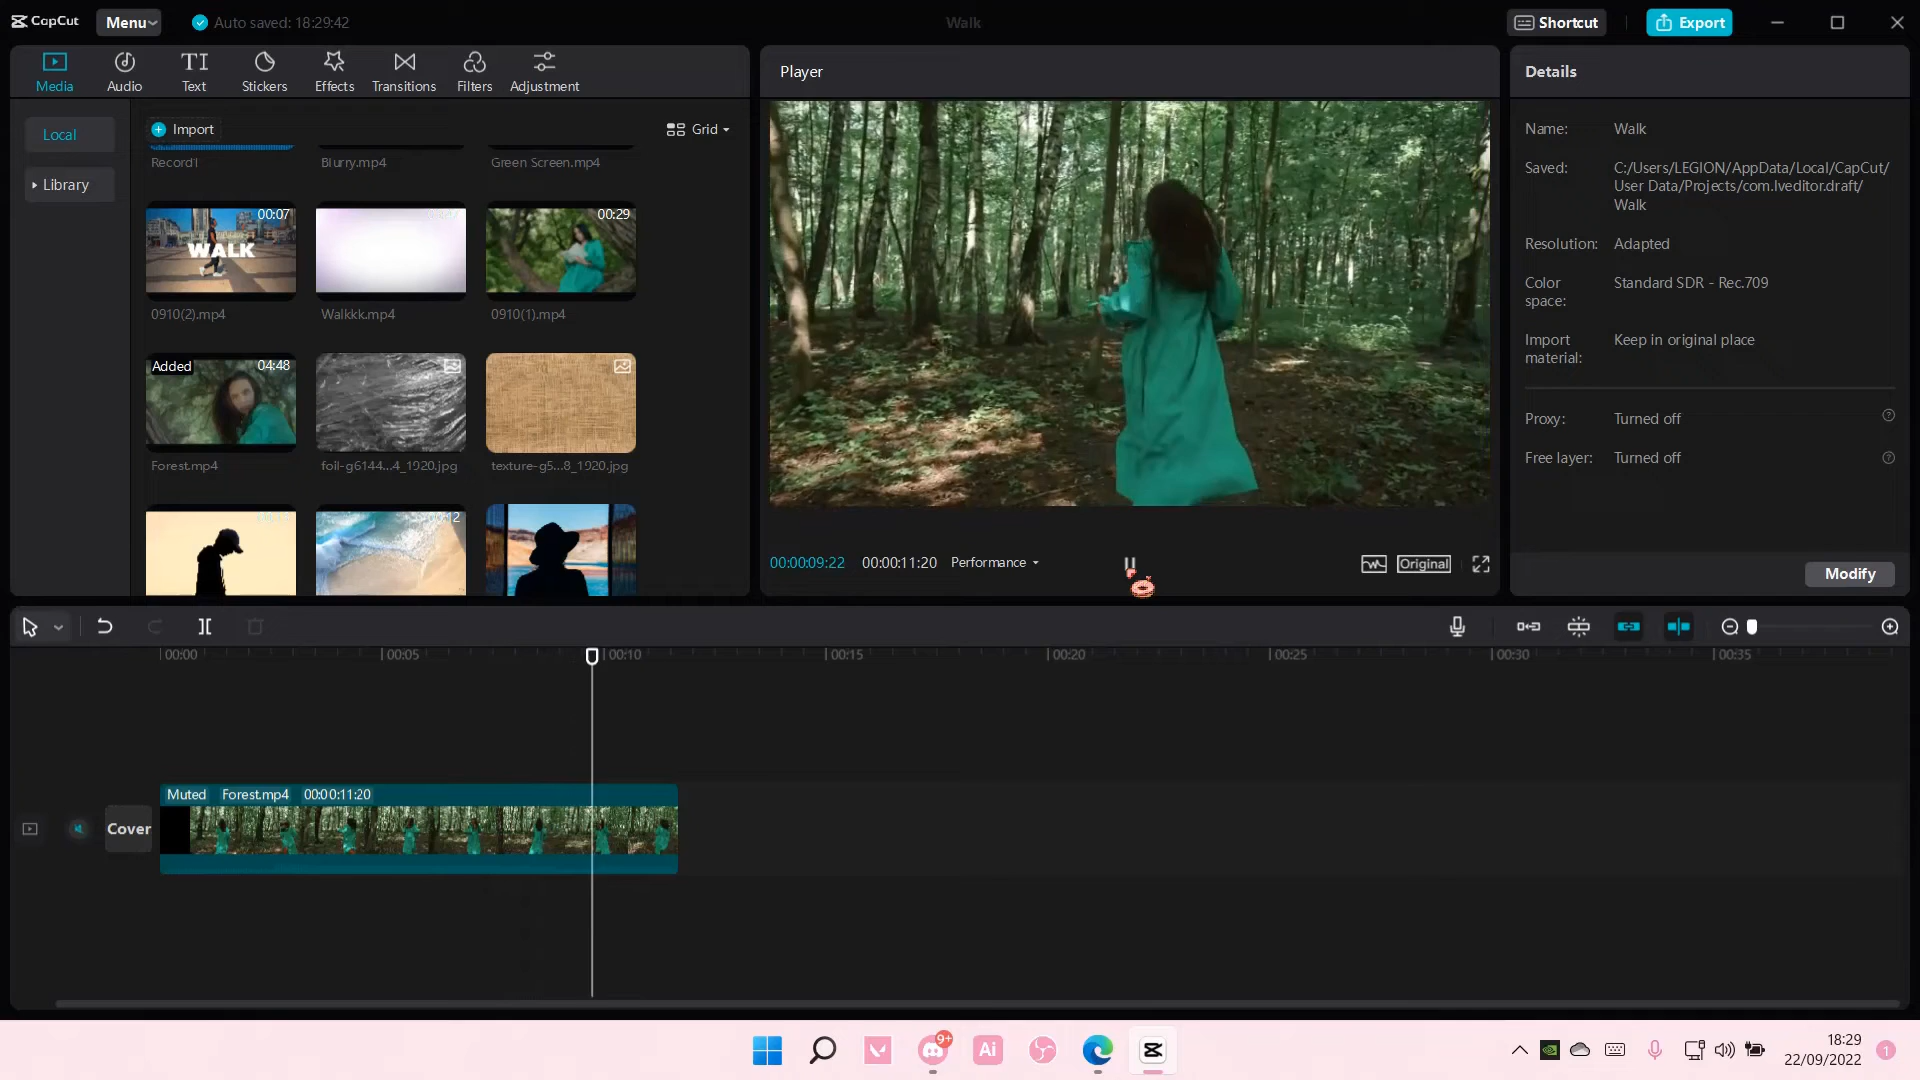 CapCut
Menu
Auto saved: 18:29:42
Walk
Shortcut
Export
Media
Audio
TI
Text
Stickers
Effects
Transitions
Filters
Adjustment
Player
Details
Local
Library
Import
Grid
Record1
Blurry.mp4
Green Screen.mp4
00:07
WALK
00:29
0910(2).mp4
Walkkk.mp4
0910(1).mp4
Added
04:48
Forest.mp4
foil-g6144...4_1920.jpg
texture-g5...8_1920.jpg
00:00:09:22
00:00:11:20
Performance
Original
Name:
Walk
Saved:
C:/Users/LEGION/AppData/Local/CapCut/
User Data/Projects/com.lveditor.draft/
Walk
Resolution:
Adapted
Color
space:
Standard SDR - Rec.709
Import
material:
Keep in original place
Proxy:
Turned off
Free layer:
Turned off
Modify
00:00
00:05
00:10
00:15
00:20
00:25
00:30
00:35
Muted
Forest.mp4
00:00:11:20
Cover
9+
Ai
18:29
22/09/2022
1